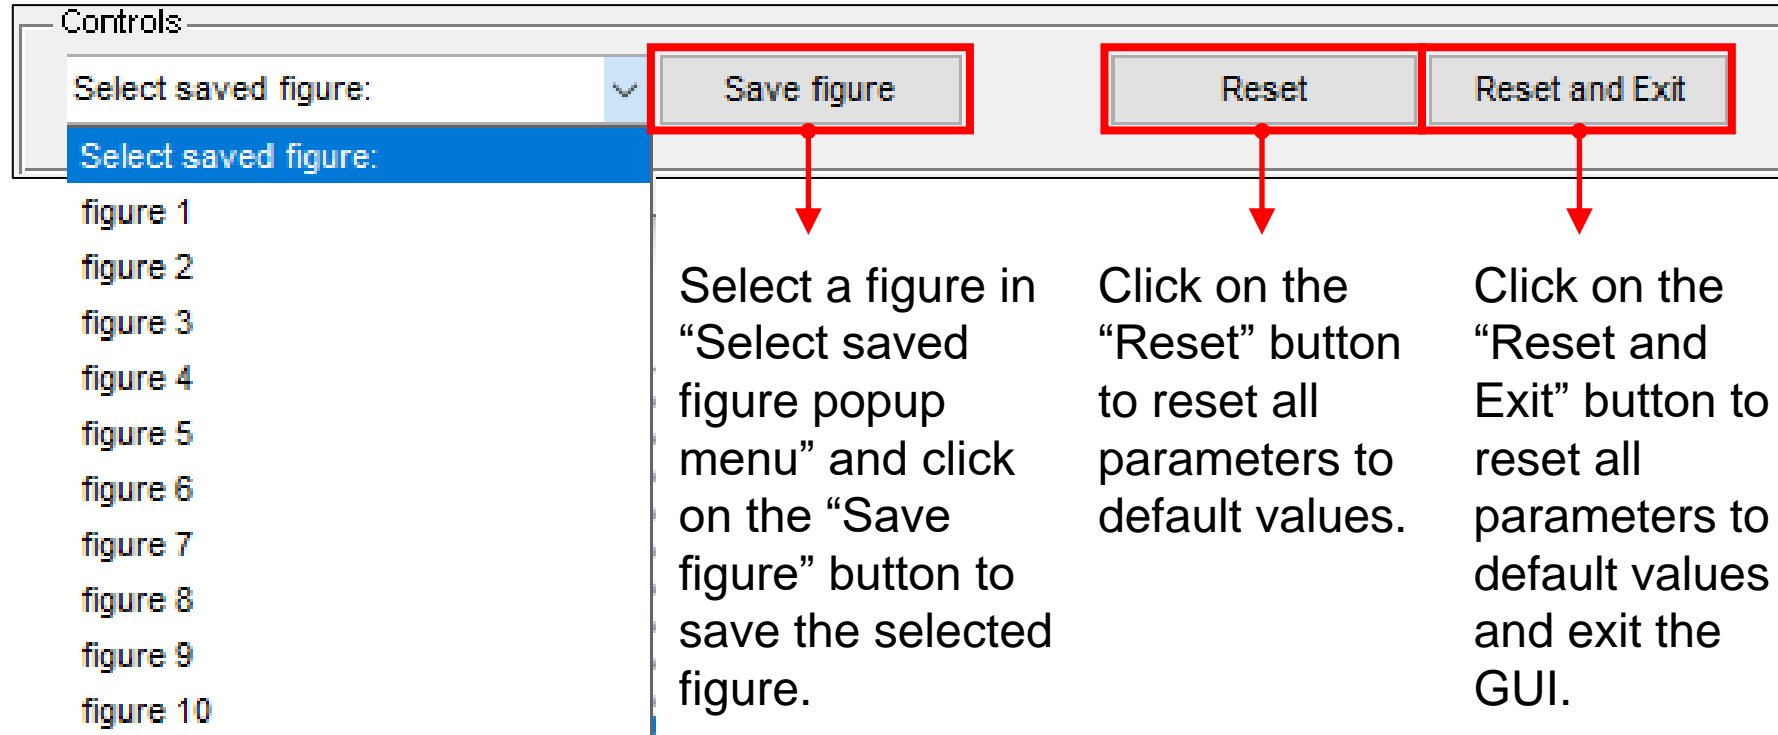 Controls
Select saved figure:
Save figure
Reset
Reset and Exit
Select saved figure:
figure 1
figure 2
figure 3
figure 4
figure 5
figure 6
figure 7
figure 8
figure 9
figure 10
Select a figure in
“Select saved
figure popup
menu” and click
on the “Save
figure” button to
save the selected
figure.
Click on the
“Reset” button
to reset all
parameters to
default values.
Click on the
“Reset and
Exit” button to
reset all
parameters to
default values
and exit the
GUI.